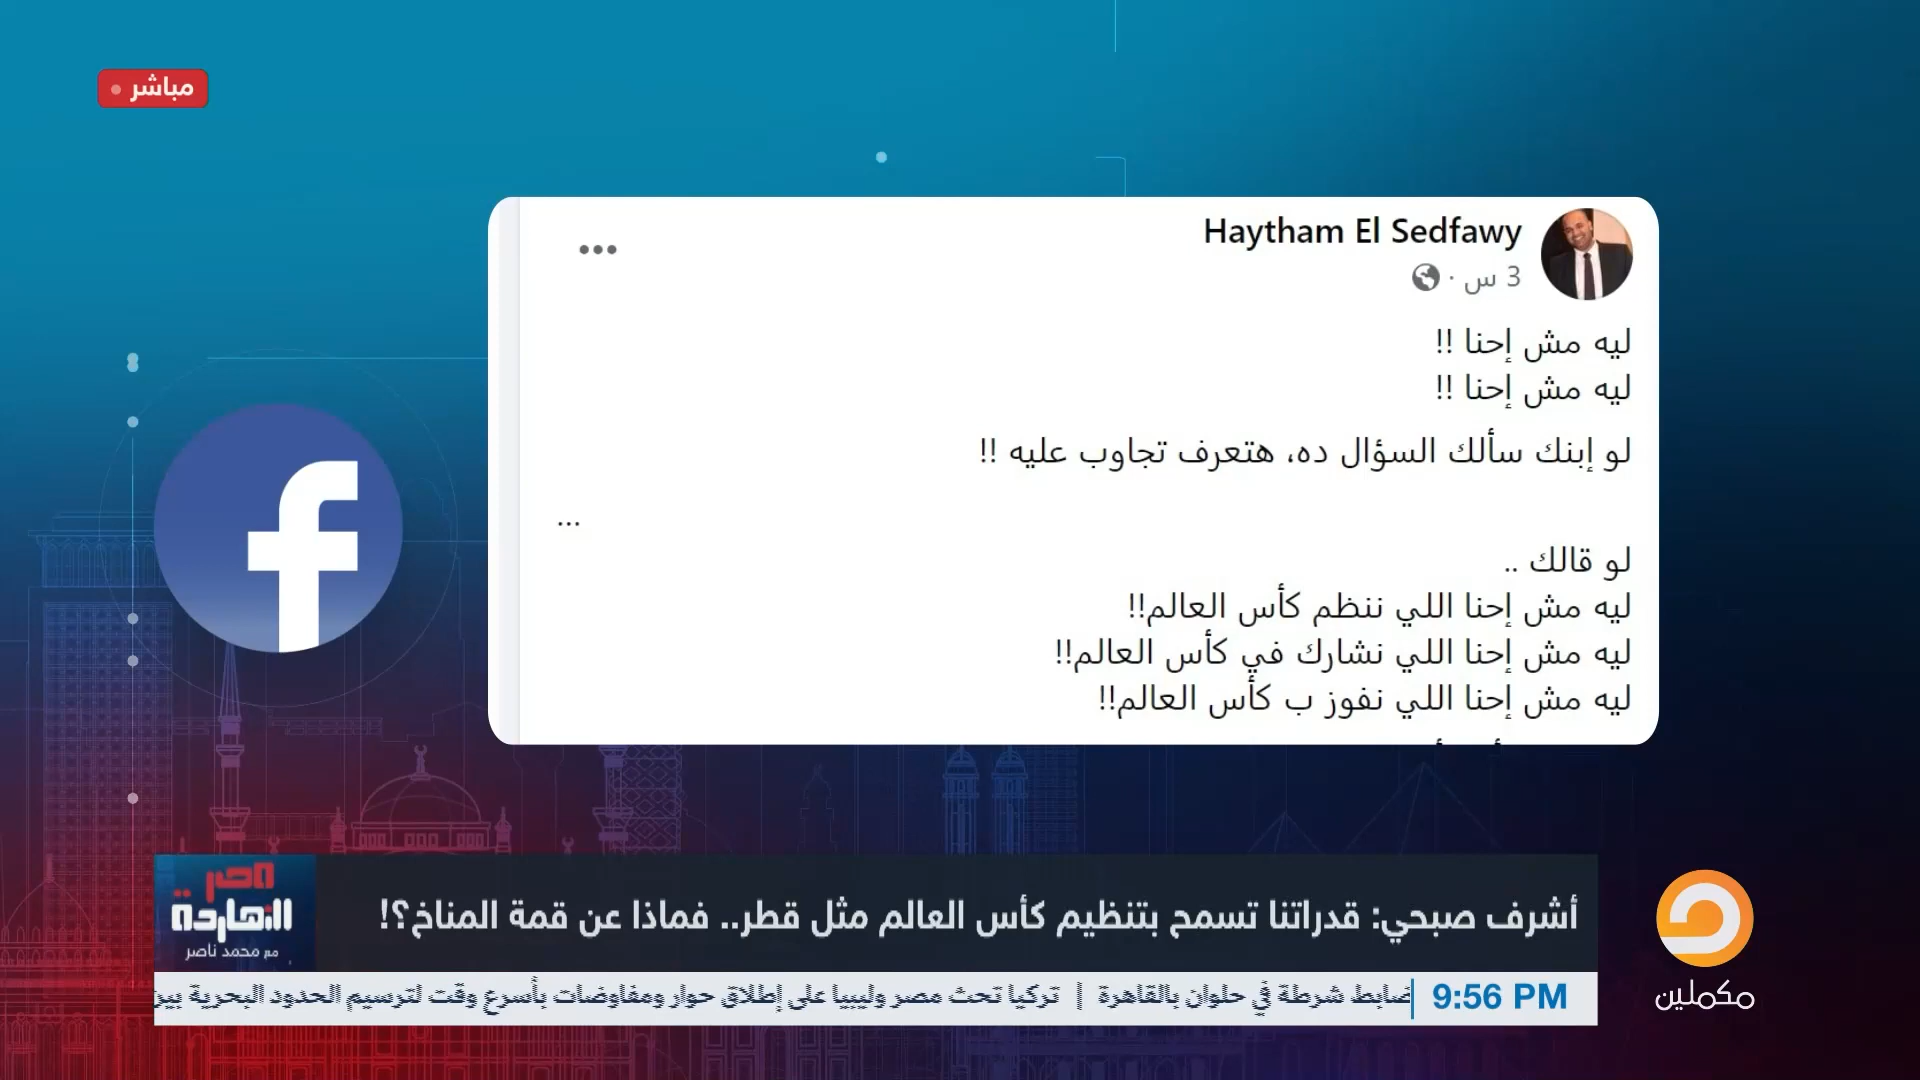 مباشر
Haytham El Sedfawy
3 س ·
ليه مش إحنا !!
ليه مش إحنا !!
لو إبنك سألك السؤال ده، هتعرف تجاوب عليه !!
...
لو قالك ..
ليه مش إحنا اللي ننظم كأس العالم!!
ليه مش إحنا اللي نشارك في كأس العالم!!
ليه مش إحنا اللي نفوز ب كأس العالم!!
مصر
النهاردة
مع محمد ناصر
أشرف صبحي: قدراتنا تسمح بتنظيم كأس العالم مثل قطر.. فماذا عن قمة المناخ؟!
9:56 PM
ضابط شرطة في حلوان بالقاهرة | تركيا تحث مصر وليبيا على إطلاق حوار ومفاوضات بأسرع وقت لترسيم الحدود البحرية بين
مكملين